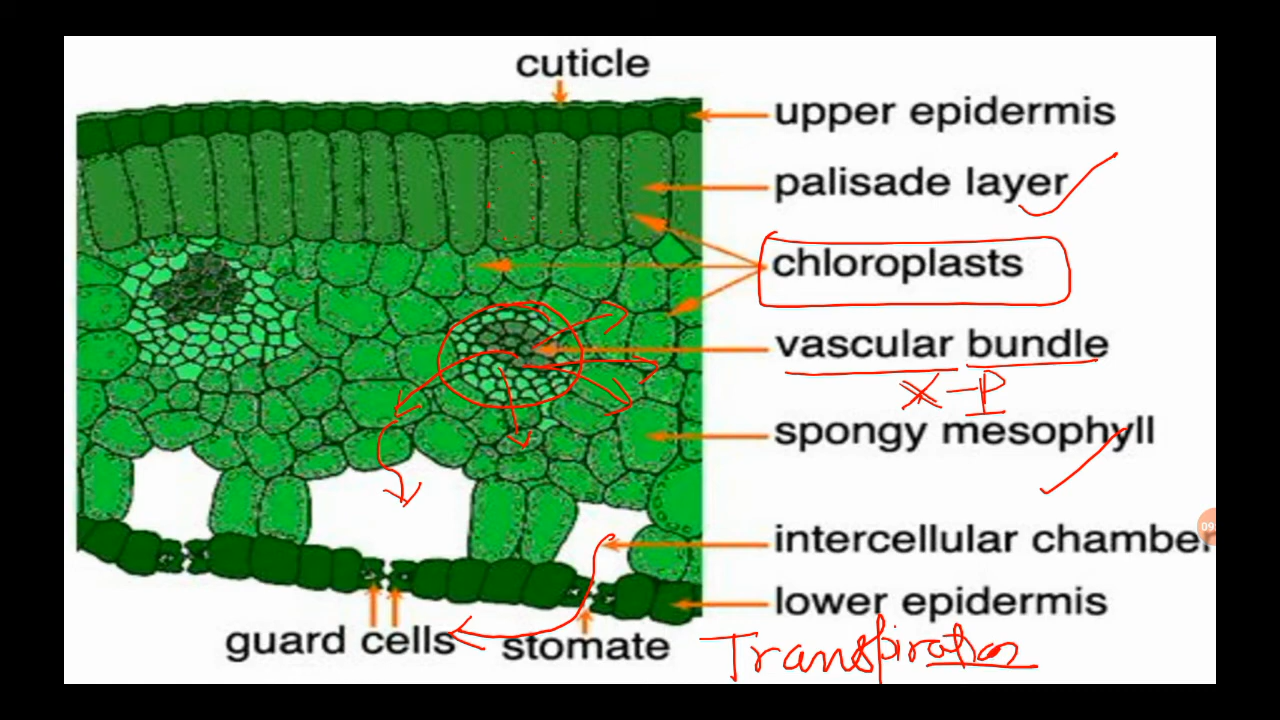 cuticle
upper epidermis
palisade layer
chloroplasts
vascular bundle
X-P
spongy mesophyll
intercellular chamber
lower epidermis
guard cells
stomate
Transpiration